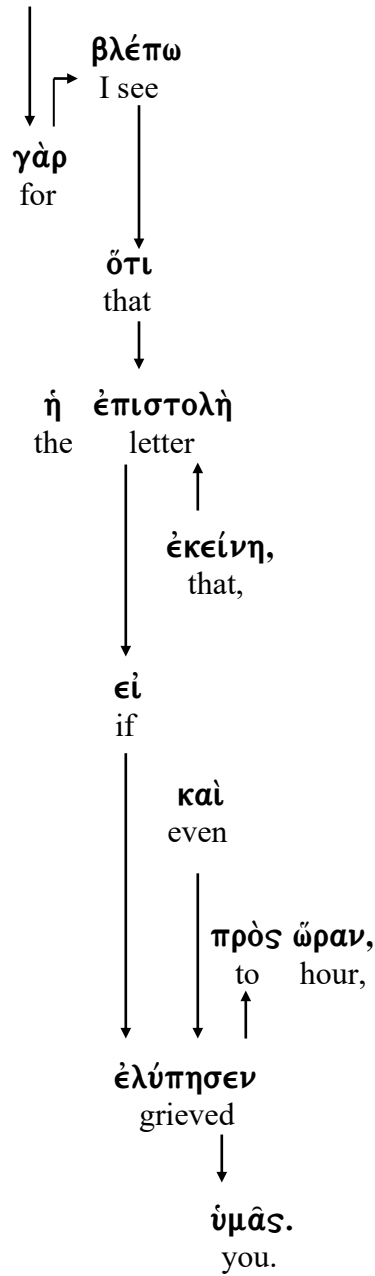 βλέπω
I see
γὰρ
for
ὅτι
that
ἡ ἐπιστολὴ
the letter
ἐκείνη,
that,
εἰ
if
καὶ
even
πρὸς ὥραν,
to hour,
ἐλύπησεν
grieved
ὑμᾶς.
you.